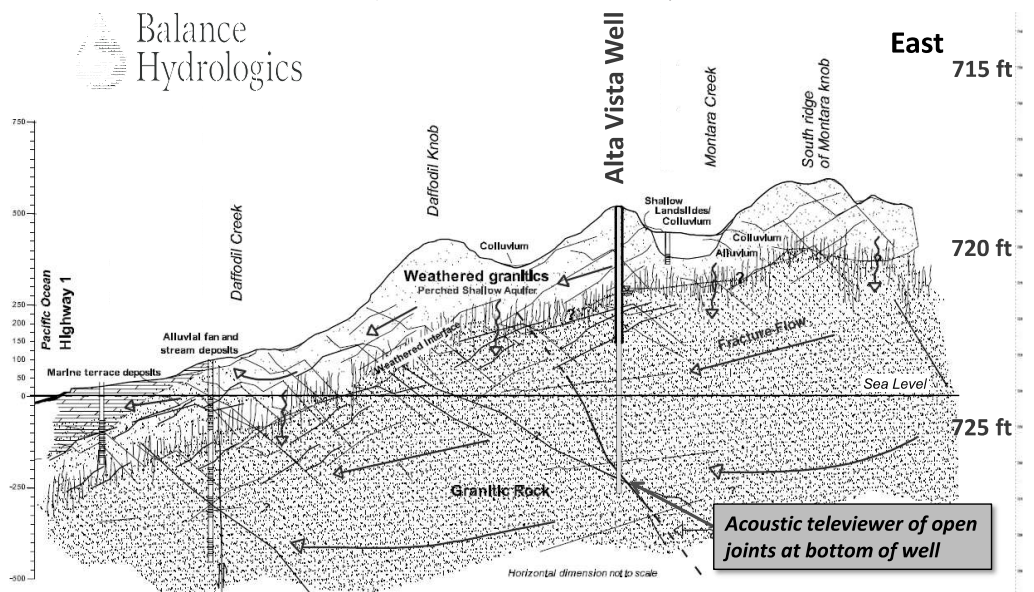 Balance
Hydrologics
East
715 ft
720 ft
725 ft
Alta Vista Well
Montara Creek
South ridge
of Montara knob
Daffodil Knob
Daffodil Creek
Pacific Ocean
Highway 1
750
500
250
200
150
100
50
0
-250
-500
Shallow
Landslides/
Colluvium
Colluvium
Alluvium
Colluvium
Weathered granitics
Perched Shallow Aquifer
Weathered Interface
?
?
?
Fracture Flow
Alluvial fan and
stream deposits
Marine terrace deposits
Sea Level
Granitic Rock
Acoustic televiewer of open
joints at bottom of well
Horizontal dimension not to scale